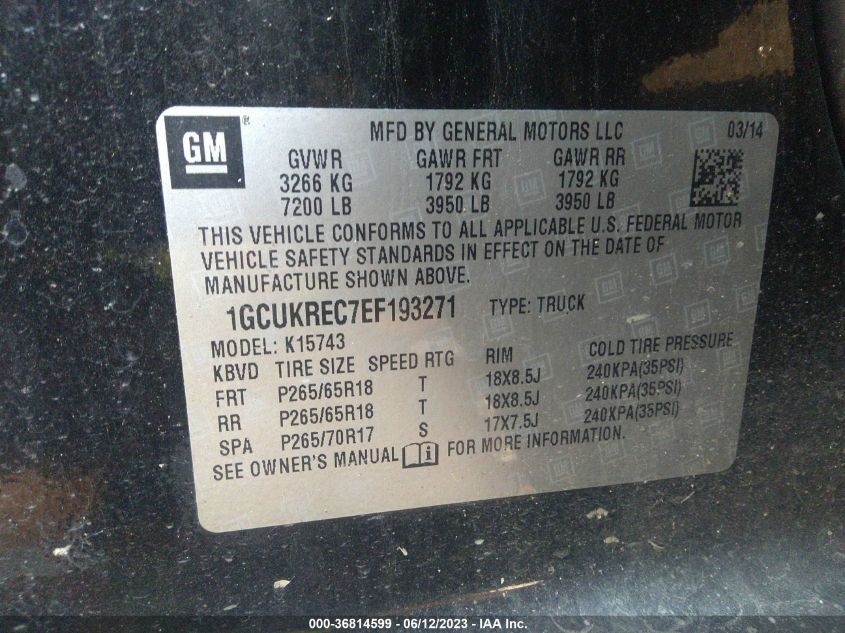 GM ® MFD BY GENERAL MOTORS LLC 03/14
GVWR GAWR FRT GAWR RR
3266 KG 1792 KG 1792 KG
7200 LB 3950 LB 3950 LB
THIS VEHICLE CONFORMS TO ALL APPLICABLE U.S. FEDERAL MOTOR
VEHICLE SAFETY STANDARDS IN EFFECT ON THE DATE OF
MANUFACTURE SHOWN ABOVE.
1GCUKREC7EF193271 TYPE: TRUCK
MODEL: K15743
KBVD TIRE SIZE SPEED RTG RIM COLD TIRE PRESSURE
FRT P265/65R18 T 18X8.5J 240KPA(35PSI)
RR P265/65R18 T 18X8.5J 240KPA(35PSI)
SPA P265/70R17 S 17X7.5J 240KPA(35PSI)
SEE OWNER'S MANUAL FOR MORE INFORMATION.
000-36814599 - 06/12/2023 - IAA Inc.